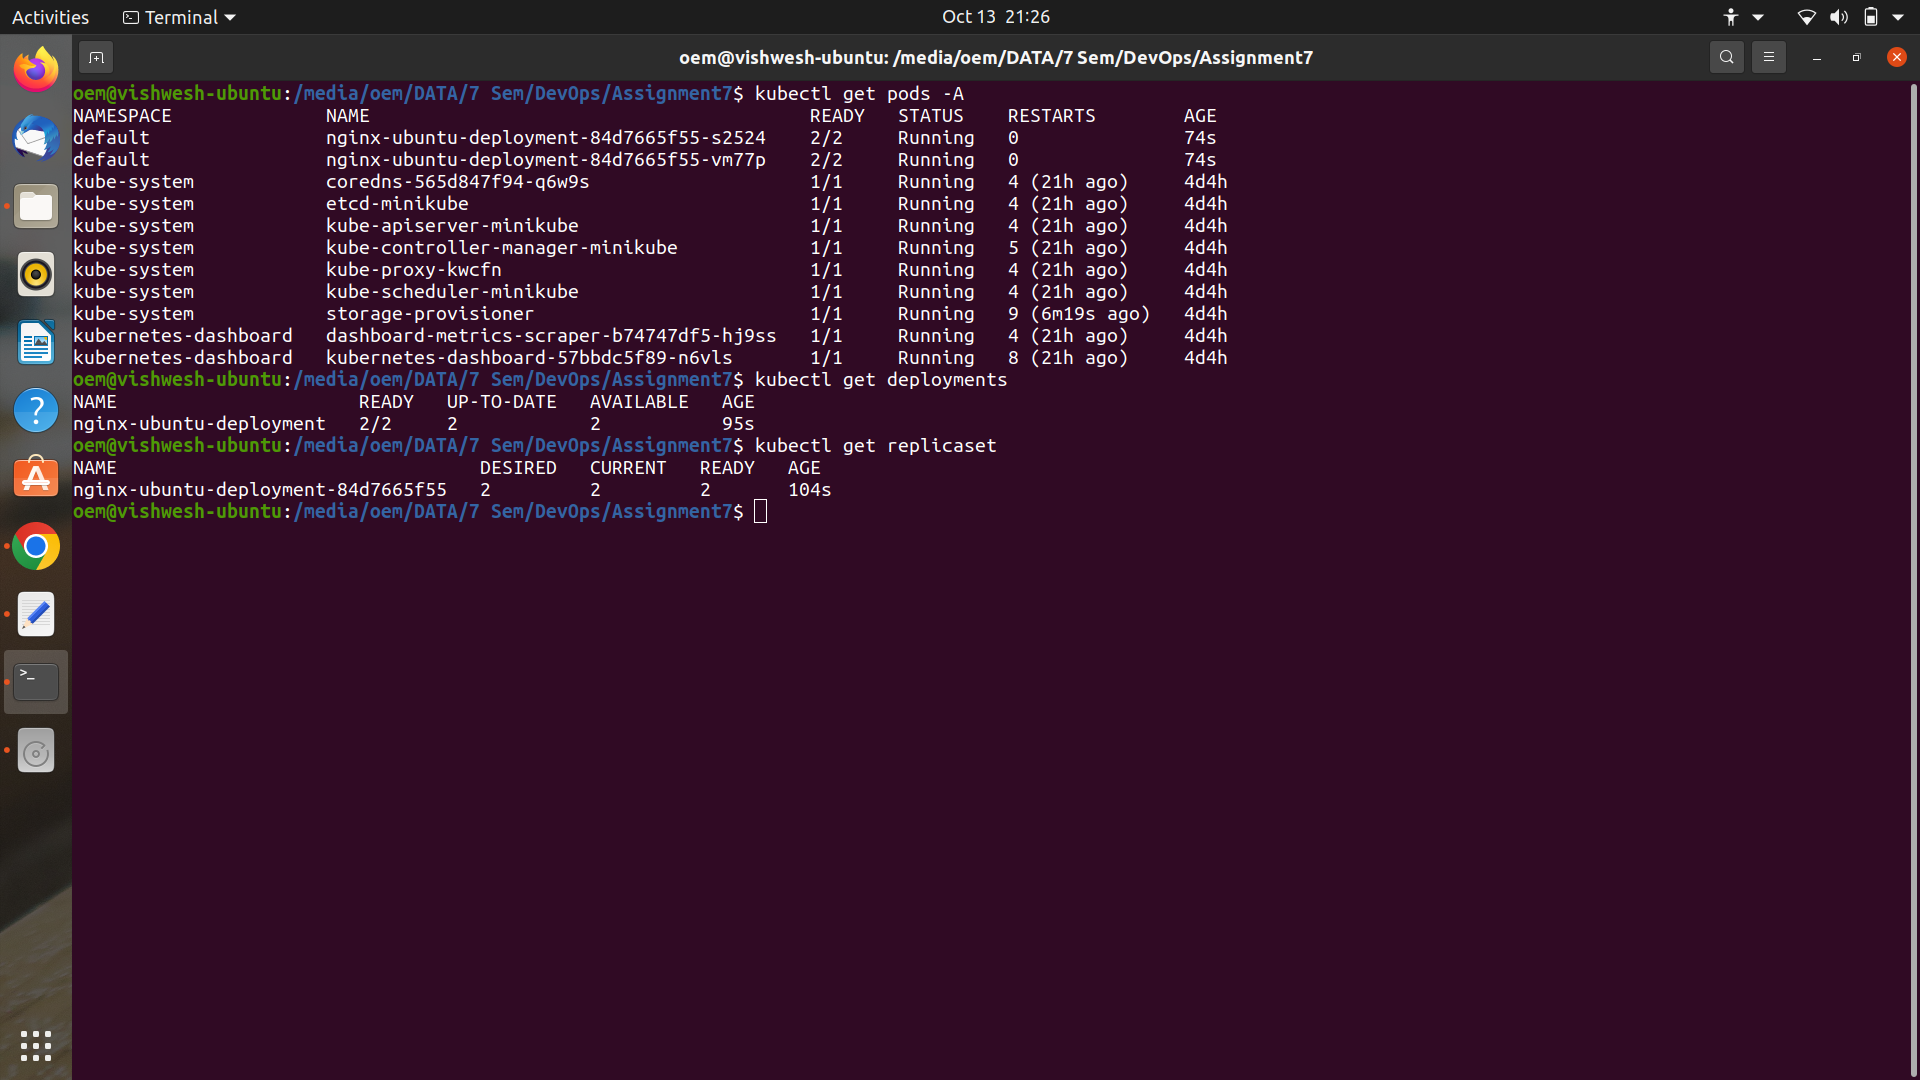 Activities Terminal Oct 13 21:26
oem@vishwesh-ubuntu: /media/oem/DATA/7 Sem/DevOps/Assignment7
oem@vishwesh-ubuntu:/media/oem/DATA/7 Sem/DevOps/Assignment7$ kubectl get pods -A
NAMESPACE NAME READY STATUS RESTARTS AGE
default nginx-ubuntu-deployment-84d7665f55-s2524 2/2 Running 0 74s
default nginx-ubuntu-deployment-84d7665f55-vm77p 2/2 Running 0 74s
kube-system coredns-565d847f94-q6w9s 1/1 Running 4 (21h ago) 4d4h
kube-system etcd-minikube 1/1 Running 4 (21h ago) 4d4h
kube-system kube-apiserver-minikube 1/1 Running 4 (21h ago) 4d4h
kube-system kube-controller-manager-minikube 1/1 Running 5 (21h ago) 4d4h
kube-system kube-proxy-kwcfn 1/1 Running 4 (21h ago) 4d4h
kube-system kube-scheduler-minikube 1/1 Running 4 (21h ago) 4d4h
kube-system storage-provisioner 1/1 Running 9 (6m19s ago) 4d4h
kubernetes-dashboard dashboard-metrics-scraper-b74747df5-hj9ss 1/1 Running 4 (21h ago) 4d4h
kubernetes-dashboard kubernetes-dashboard-57bbdc5f89-n6vls 1/1 Running 8 (21h ago) 4d4h
oem@vishwesh-ubuntu:/media/oem/DATA/7 Sem/DevOps/Assignment7$ kubectl get deployments
NAME READY UP-TO-DATE AVAILABLE AGE
nginx-ubuntu-deployment 2/2 2 2 95s
oem@vishwesh-ubuntu:/media/oem/DATA/7 Sem/DevOps/Assignment7$ kubectl get replicaset
NAME DESIRED CURRENT READY AGE
nginx-ubuntu-deployment-84d7665f55 2 2 2 104s
oem@vishwesh-ubuntu:/media/oem/DATA/7 Sem/DevOps/Assignment7$